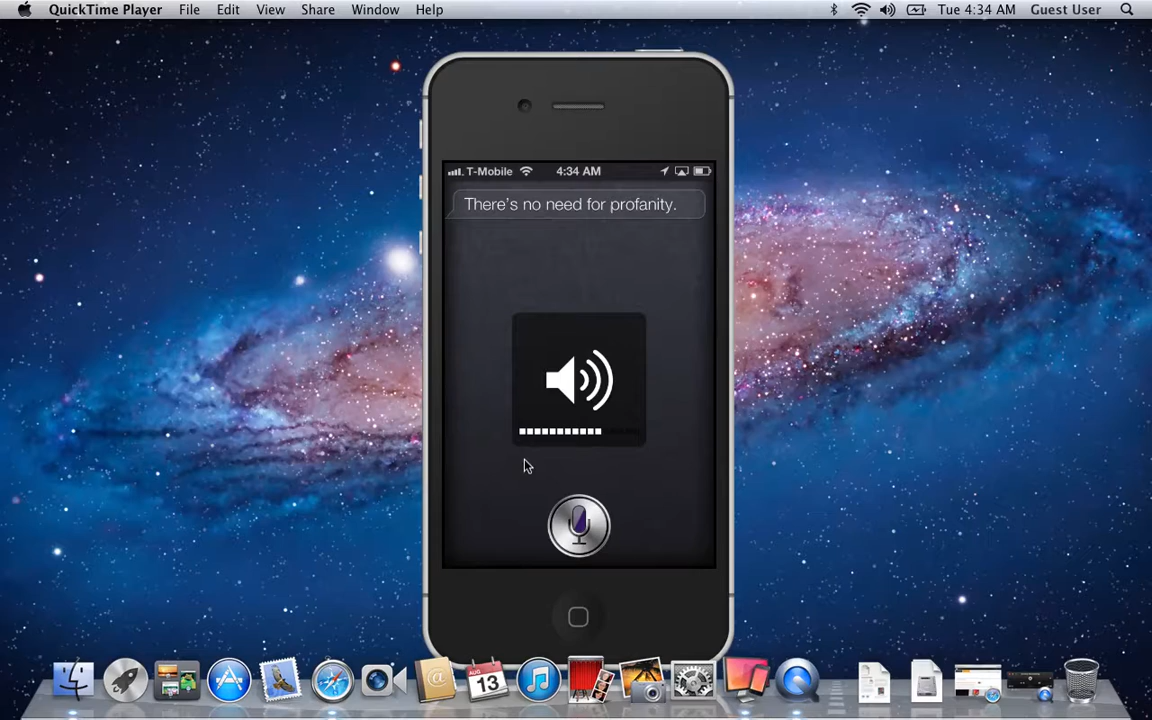 QuickTime Player File Edit View Share Window Help Tue 4:34 AM Guest User
T-Mobile 4:34 AM
There's no need for profanity.
AUG
13